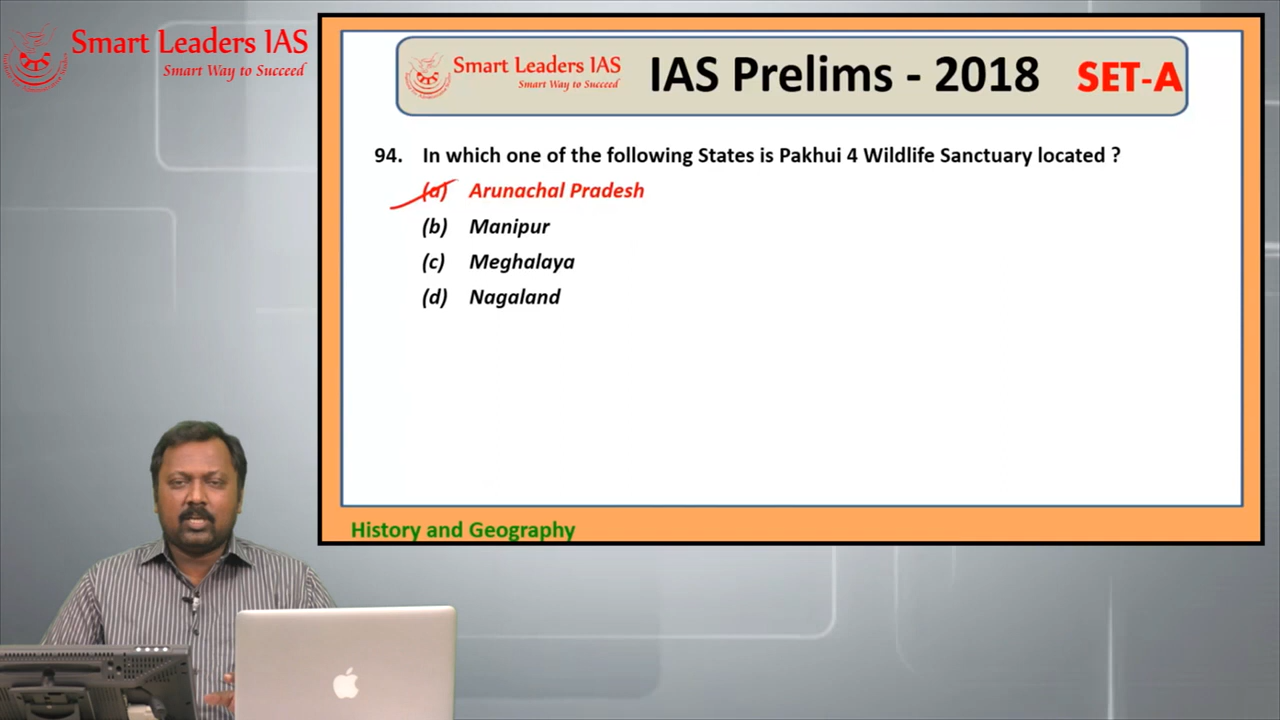 Smart Leaders IAS
Smart Way to Succeed
Smart Leaders IAS
Smart Way to Succeed
IAS Prelims - 2018
SET-A
94. In which one of the following States is Pakhui 4 Wildlife Sanctuary located ?
(a) Arunachal Pradesh
(b) Manipur
(c) Meghalaya
(d) Nagaland
History and Geography